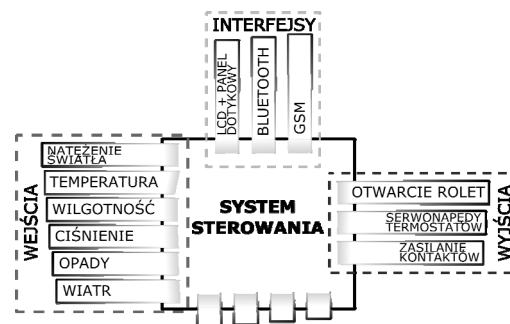 INTERFEJSY
LCD + PANEL
DOTYKOWY
BLUETOOTH
GSM
WEJŚCIA
NATĘŻENIE
ŚWIATŁA
TEMPERATURA
WILGOTNOŚĆ
CIŚNIENIE
OPADY
WIATR
SYSTEM
STEROWANIA
OTWARCIE ROLET
SERWONAPĘDY
TERMOSTATÓW
ZASILANIE
KONTAKTÓW
WYJŚCIA